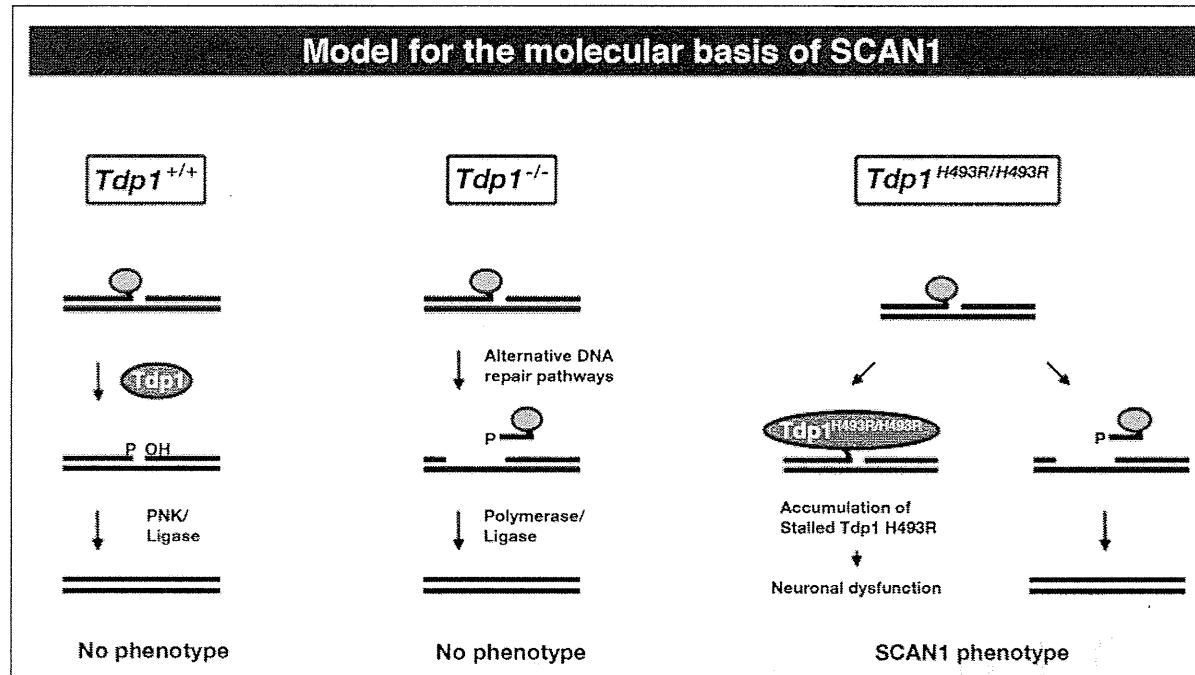 Model for the molecular basis of SCAN1
Tdp1+/+
Tdp1-/-
Tdp1H493R/H493R
Tdp1
P OH
PNK/
Ligase
No phenotype
Alternative DNA
repair pathways
P
Polymerase/
Ligase
No phenotype
Tdp1H493R/H493R
Accumulation of
Stalled Tdp1 H493R
Neuronal dysfunction
P
SCAN1 phenotype